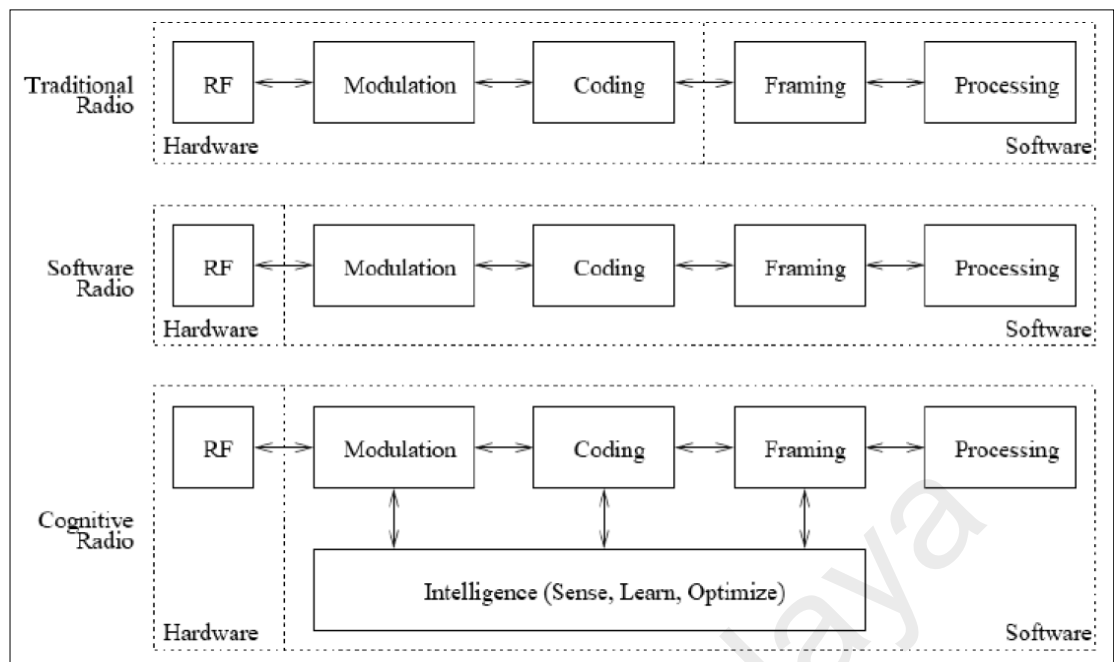 Traditional
Radio
RF
Modulation
Coding
Framing
Processing
Hardware
Software
Software
Radio
RF
Modulation
Coding
Framing
Processing
Hardware
Software
Cognitive
Radio
RF
Modulation
Coding
Framing
Processing
Intelligence (Sense, Learn, Optimize)
Hardware
Software
laya